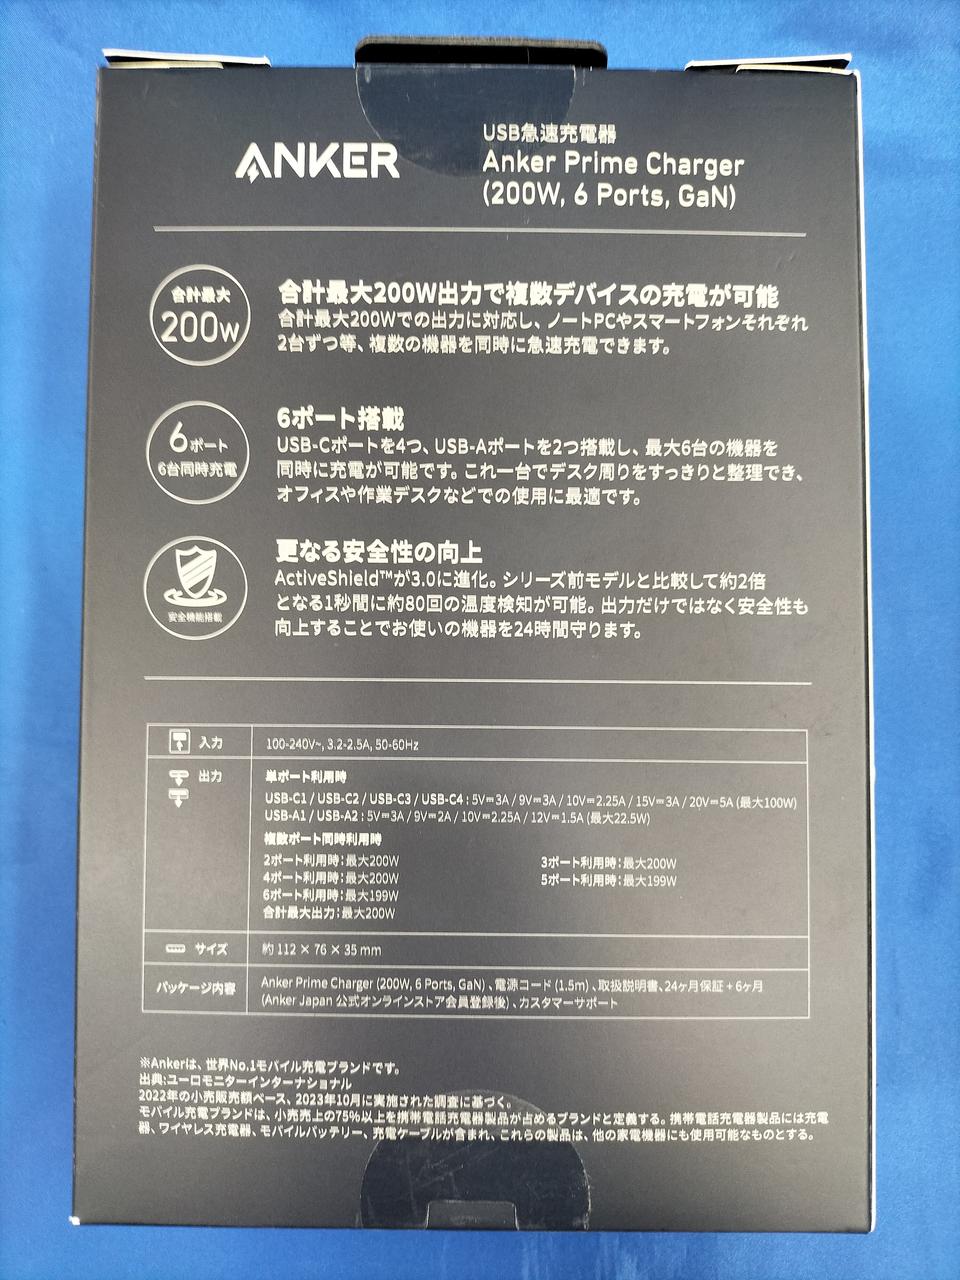 ANKER
USB急速充電器
Anker Prime Charger
(200W, 6 Ports, GaN)
合計最大
200W
合計最大200W出力で複数デバイスの充電が可能
合計最大200Wでの出力に対応し、ノートPCやスマートフォンそれぞれ
2台ずつ等、複数の機器を同時に急速充電できます。
6ポート
6台同時充電
6ポート搭載
USB-Cポートを4つ、USB-Aポートを2つ搭載し、最大6台の機器を
同時に充電が可能です。これ一台でデスク周りをすっきりと整理でき、
オフィスや作業デスクなどでの使用に最適です。
安全機能搭載
更なる安全性の向上
ActiveShield™が3.0に進化。シリーズ前モデルと比較して約2倍
となる1秒間に約80回の温度検知が可能。出力だけではなく安全性も
向上することでお使いの機器を24時間守ります。
入力
100-240V~, 3.2-2.5A, 50-60Hz
出力
単ポート利用時
USB-C1 / USB-C2 / USB-C3 / USB-C4 : 5V⎓3A / 9V⎓3A / 10V⎓2.25A / 15V⎓3A / 20V⎓5A (最大100W)
USB-A1 / USB-A2 : 5V⎓3A / 9V⎓2A / 10V⎓2.25A / 12V⎓1.5A (最大22.5W)
複数ポート同時利用時
2ポート利用時:最大200W
3ポート利用時:最大200W
4ポート利用時:最大200W
5ポート利用時:最大199W
6ポート利用時:最大199W
合計最大出力:最大200W
サイズ
約 112 × 76 × 35 mm
パッケージ内容
Anker Prime Charger (200W, 6 Ports, GaN) 、電源コード (1.5m) 、取扱説明書、24ヶ月保証 + 6ヶ月
(Anker Japan 公式オンラインストア会員登録後) 、カスタマーサポート
※Ankerは、世界No.1モバイル充電ブランドです。
出典:ユーロモニターインターナショナル
2022年の小売販売額ベース、2023年10月に実施された調査に基づく。
モバイル充電ブランドは、小売売上の75%以上を携帯電話充電器製品が占めるブランドと定義する。携帯電話充電器製品には充電
器、ワイヤレス充電器、モバイルバッテリー、充電ケーブルが含まれ、これらの製品は、他の家電機器にも使用可能なものとする。